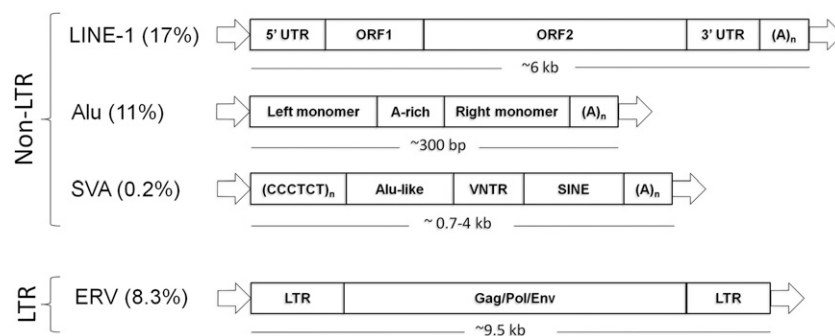 Non-LTR
LINE-1 (17%)
5' UTR ORF1 ORF2 3' UTR (A)n
~6 kb
Alu (11%)
Left monomer A-rich Right monomer (A)n
~300 bp
SVA (0.2%)
(CCCTCT)n Alu-like VNTR SINE (A)n
~ 0.7-4 kb
LTR
ERV (8.3%)
LTR Gag/Pol/Env LTR
~9.5 kb